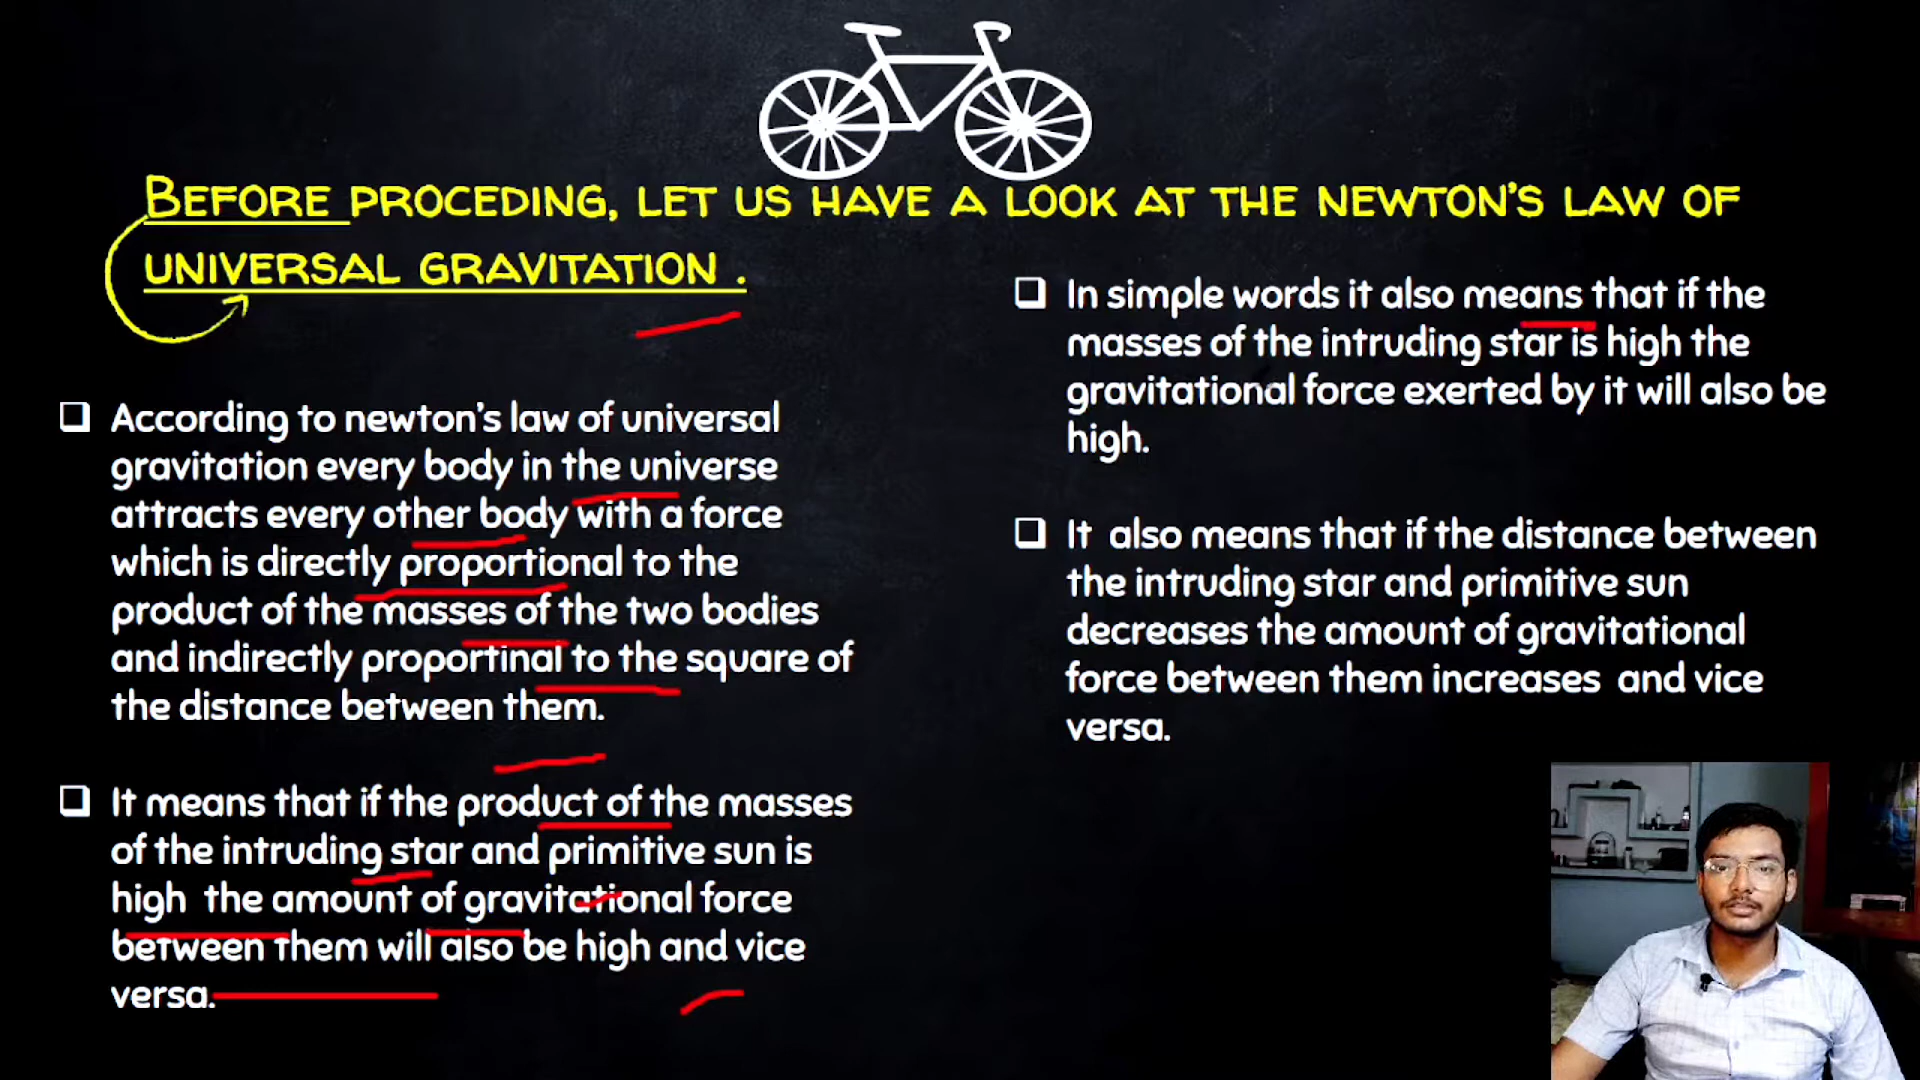 BEFORE PROCEDING, LET US HAVE A LOOK AT THE NEWTON'S LAW OF
UNIVERSAL GRAVITATION .
According to newton's law of universal
gravitation every body in the universe
attracts every other body with a force
which is directly proportional to the
product of the masses of the two bodies
and indirectly proportinal to the square of
the distance between them.
It means that if the product of the masses
of the intruding star and primitive sun is
high the amount of gravitational force
between them will also be high and vice
versa.
In simple words it also means that if the
masses of the intruding star is high the
gravitational force exerted by it will also be
high.
It also means that if the distance between
the intruding star and primitive sun
decreases the amount of gravitational
force between them increases and vice
versa.